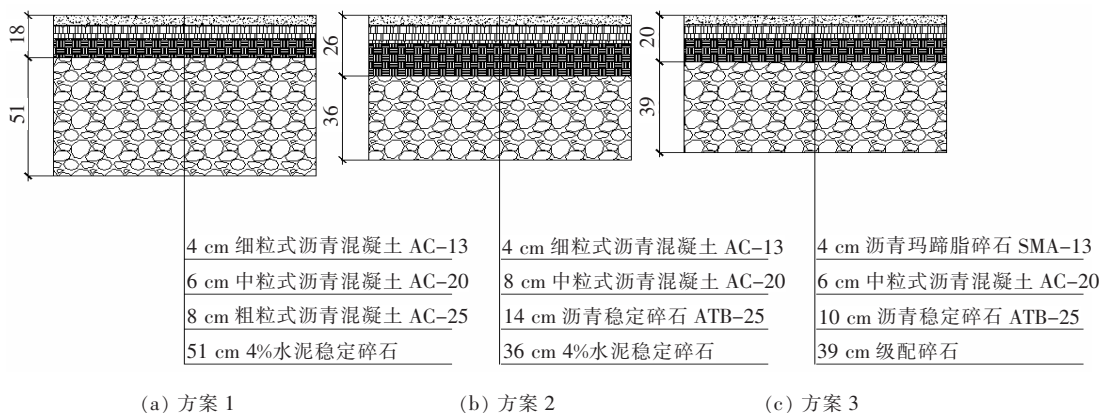 18
51
26
36
20
39
4 cm 细粒式沥青混凝土 AC-13
6 cm 中粒式沥青混凝土 AC-20
8 cm 粗粒式沥青混凝土 AC-25
51 cm 4%水泥稳定碎石
4 cm 细粒式沥青混凝土 AC-13
8 cm 中粒式沥青混凝土 AC-20
14 cm 沥青稳定碎石 ATB-25
36 cm 4%水泥稳定碎石
4 cm 沥青玛蹄脂碎石 SMA-13
6 cm 中粒式沥青混凝土 AC-20
10 cm 沥青稳定碎石 ATB-25
39 cm 级配碎石
(a) 方案 1
(b) 方案 2
(c) 方案 3